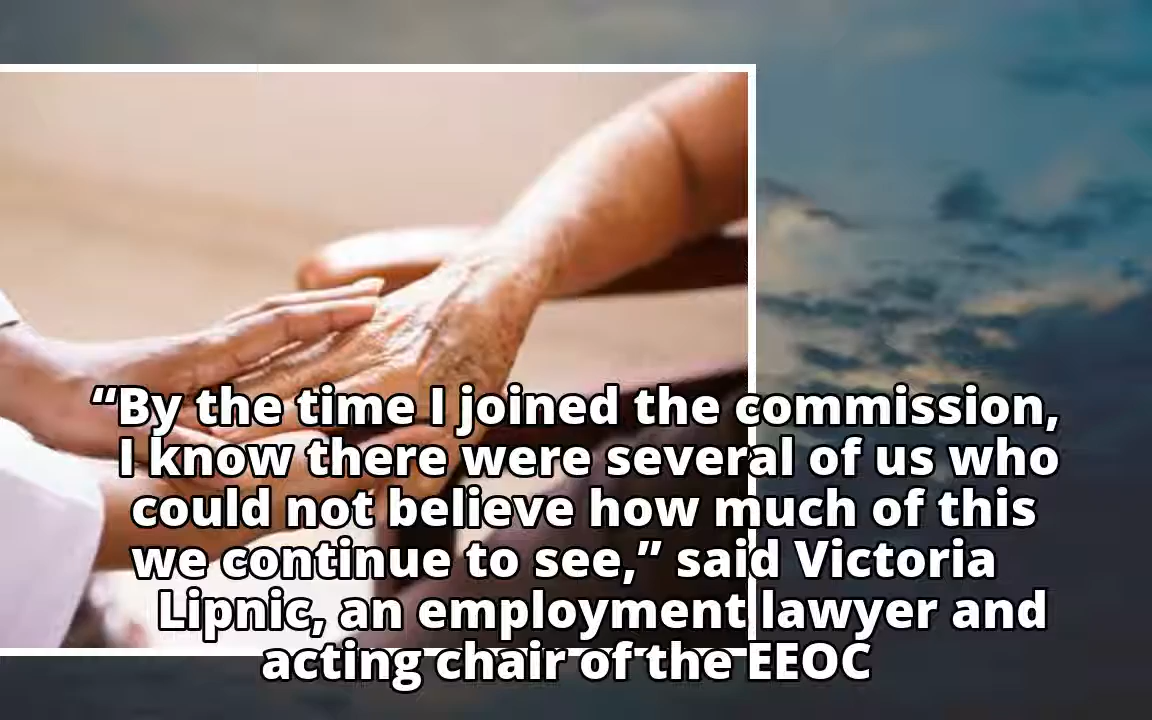 “By the time I joined the commission,
I know there were several of us who
could not believe how much of this
we continue to see,” said Victoria
Lipnic, an employment lawyer and
acting chair of the EEOC